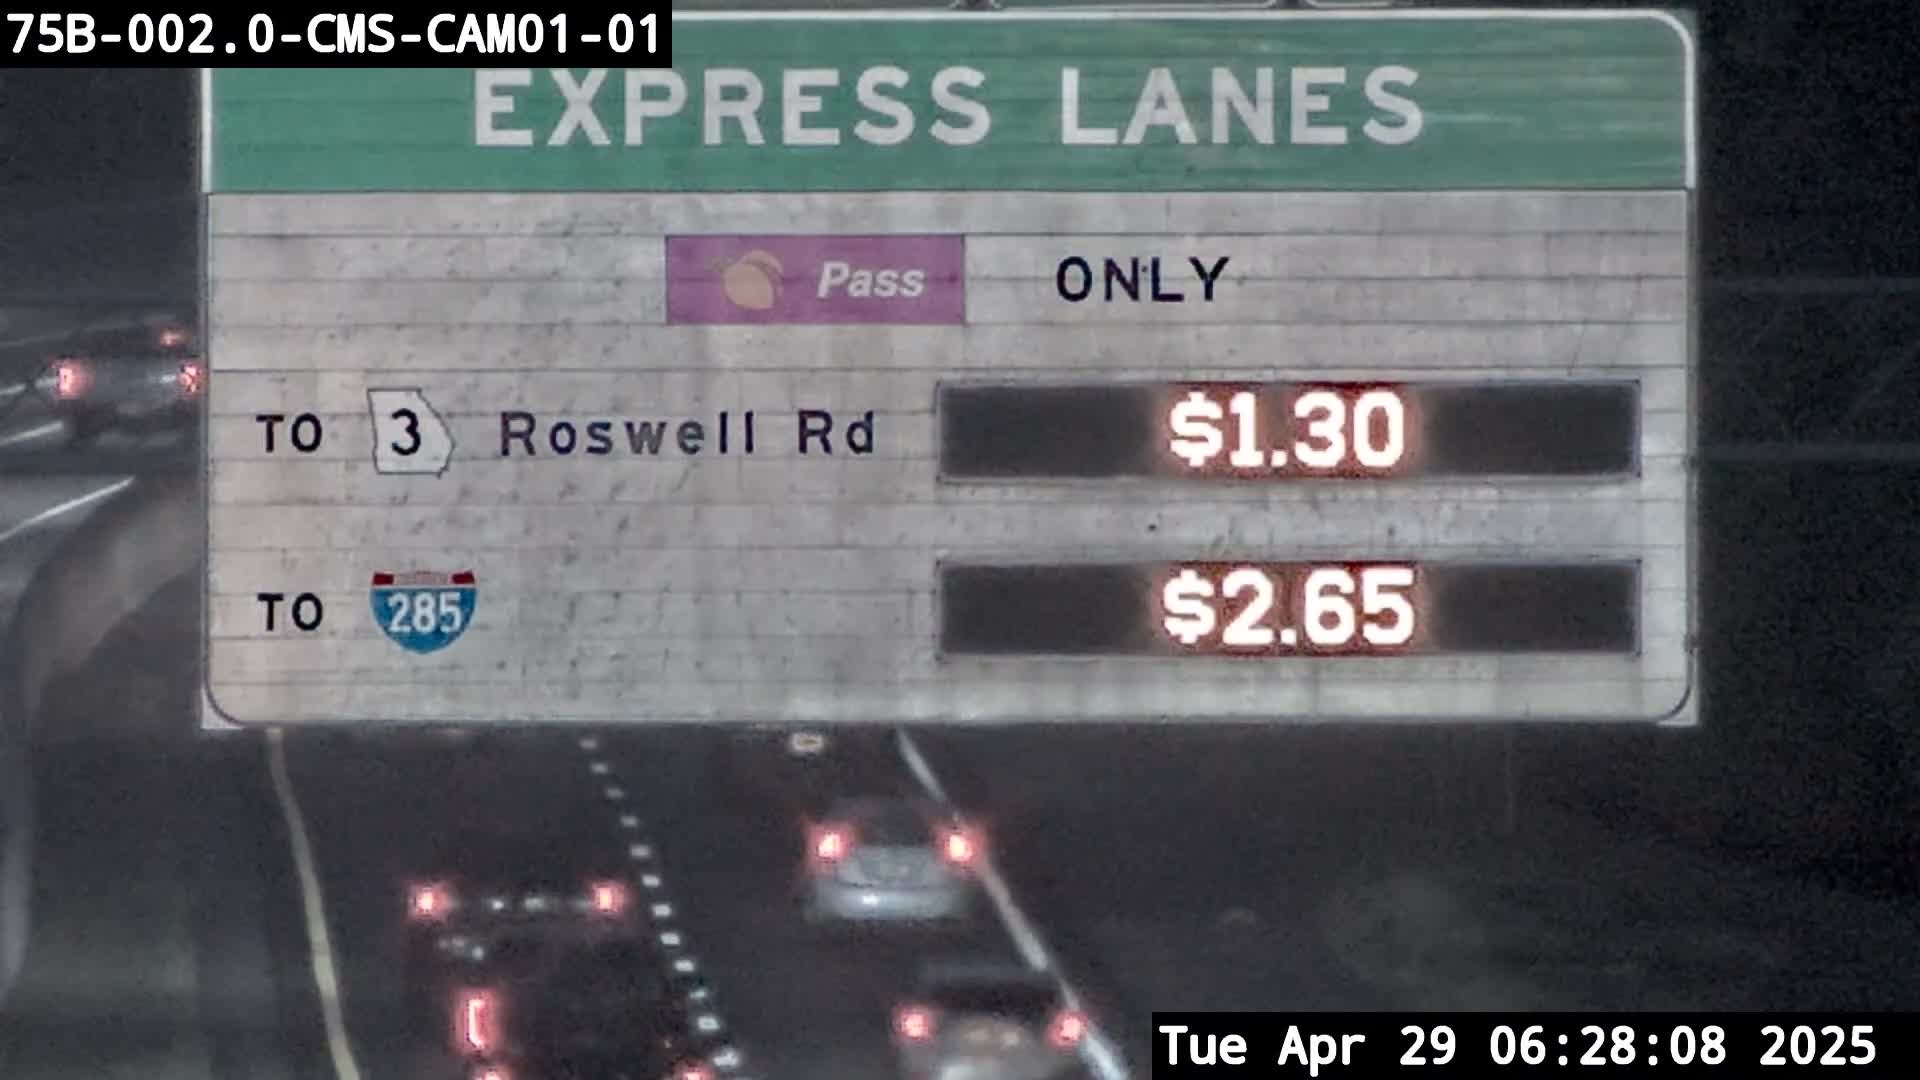 75B-002.0-CMS-CAM01-01
EXPRESS LANES
Pass ONLY
TO 3 Roswell Rd $1.30
TO 285 $2.65
Tue Apr 29 06:28:08 2025